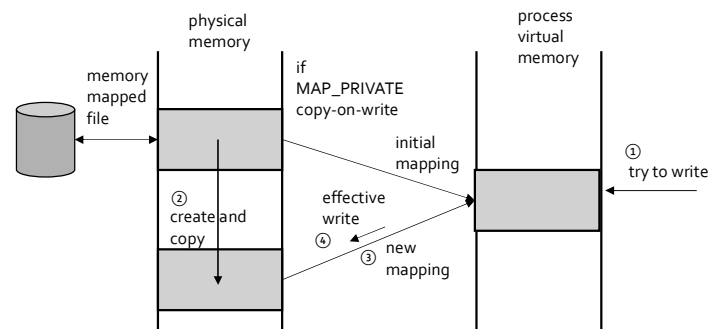 physical
memory
process
virtual
memory
if
MAP_PRIVATE
copy-on-write
memory
mapped
file
initial
mapping
①
try to write
②
create and
copy
effective
write
④
③
new
mapping